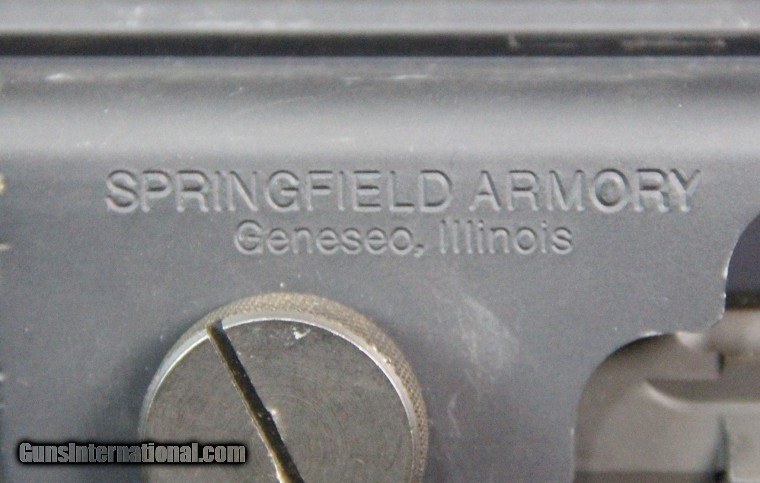 SPRINGFIELD ARMORY
Geneseo, Illinois
GunsInternational.com